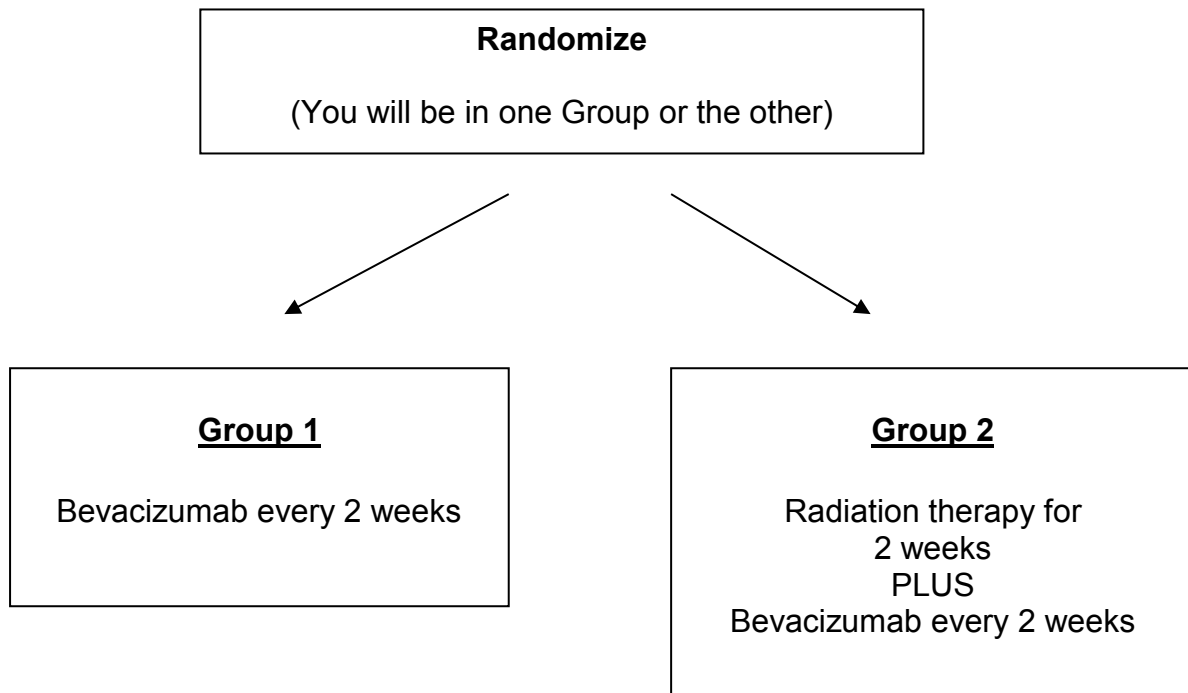 Randomize
(You will be in one Group or the other)
Group 1
Bevacizumab every 2 weeks
Group 2
Radiation therapy for
2 weeks
PLUS
Bevacizumab every 2 weeks